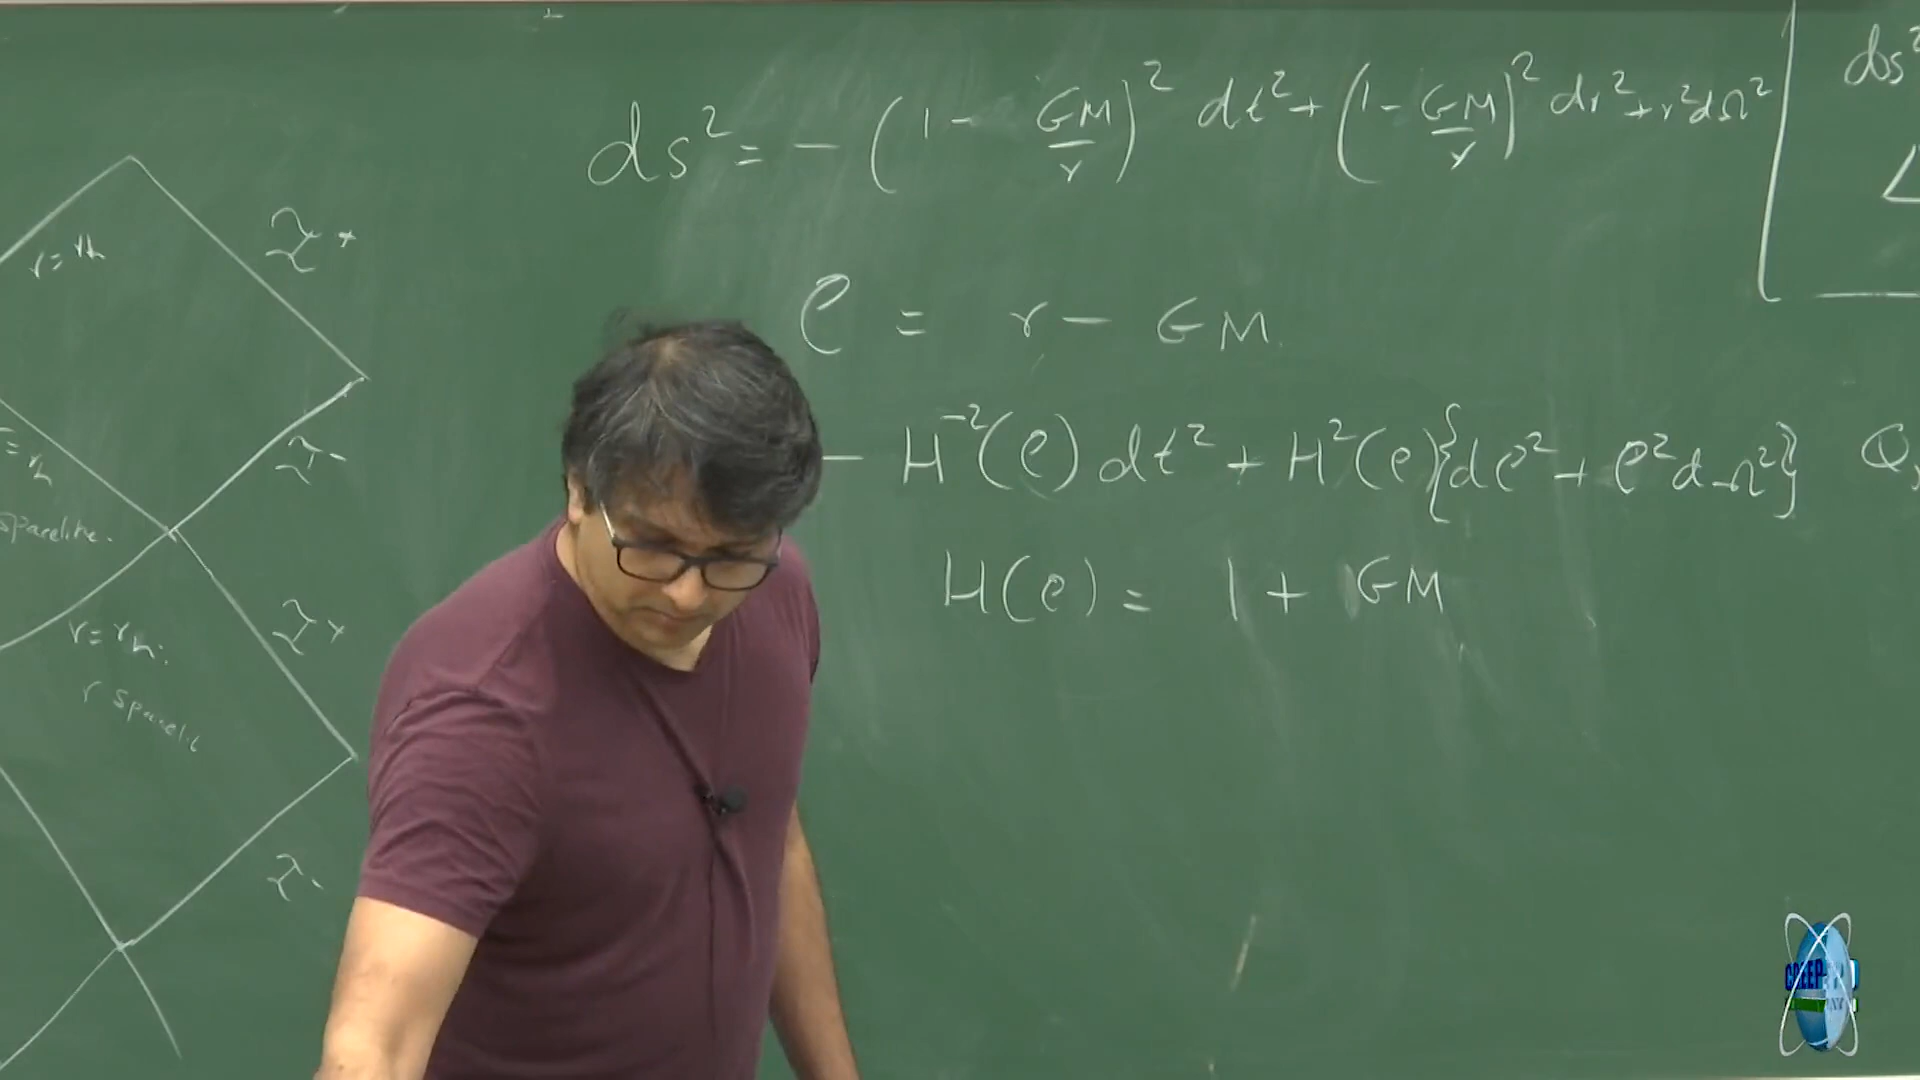 ds² = - (1 - GM/r)² dt² + (1 - GM/r)² dr² + r²dΩ²
ds²
r = rh
ℐ+
ρ = r - GM
- H⁻²(ρ) dt² + H²(ρ){dρ² + ρ²dΩ²}
ℐ-
= rh
spacelike.
H(ρ) = 1 + GM
ℐ+
r = rh.
r spaceli
ℐ-